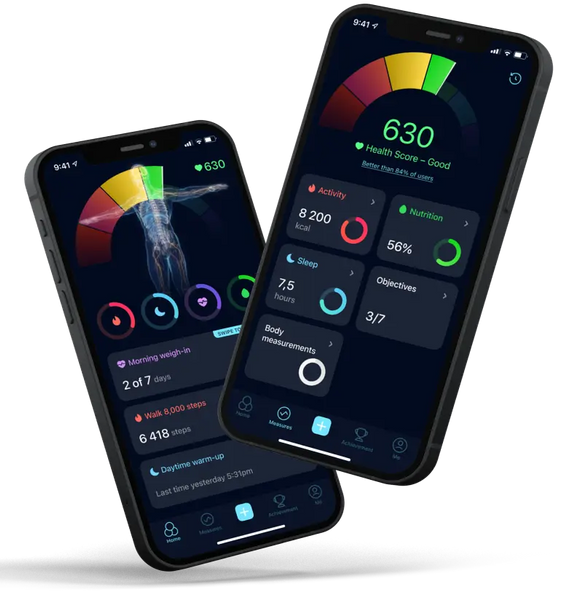 9:41
630
SWIPE TO
Morning weigh-in
2 of 7 days
Walk 8,000 steps
6 418 steps
Daytime warm-up
Last time yesterday 5:31pm
Home
Measures
Achievement
Me
9:41
630
Health Score – Good
Better than 84% of users
Activity
8 200
kcal
Nutrition
56%
Sleep
7,5
hours
Objectives
3/7
Body
measurements
Home
Measures
Achievement
Me